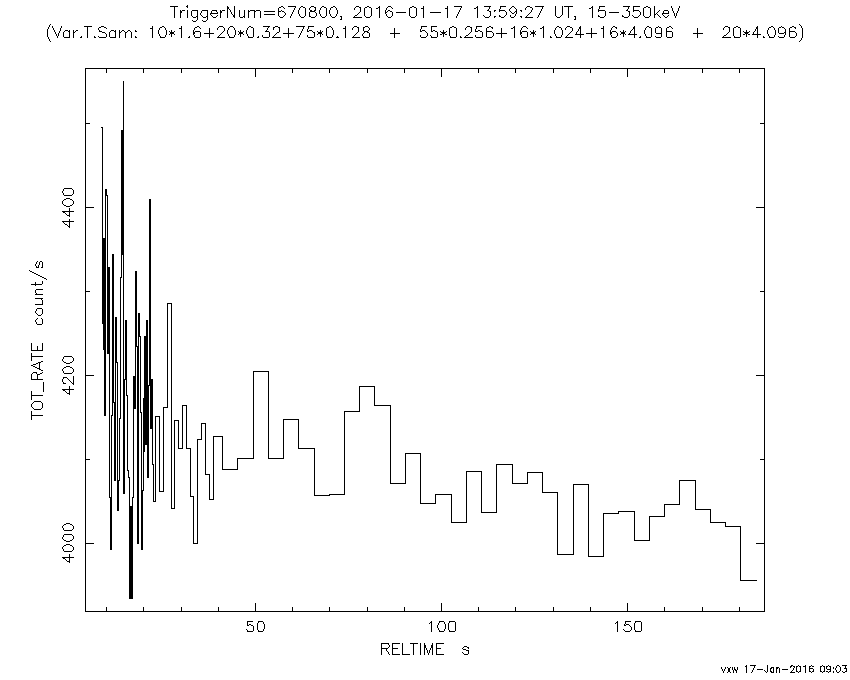 TriggerNum=670800, 2016-01-17 13:59:27 UT, 15-350keV
(Var.T.Sam: 10*1.6+20*0.32+75*0.128 + 55*0.256+16*1.024+16*4.096 + 20*4.096)
4400
4200
4000
TOT_RATE count/s
50 100 150
RELTIME s
vxw 17-Jan-2016 09:03